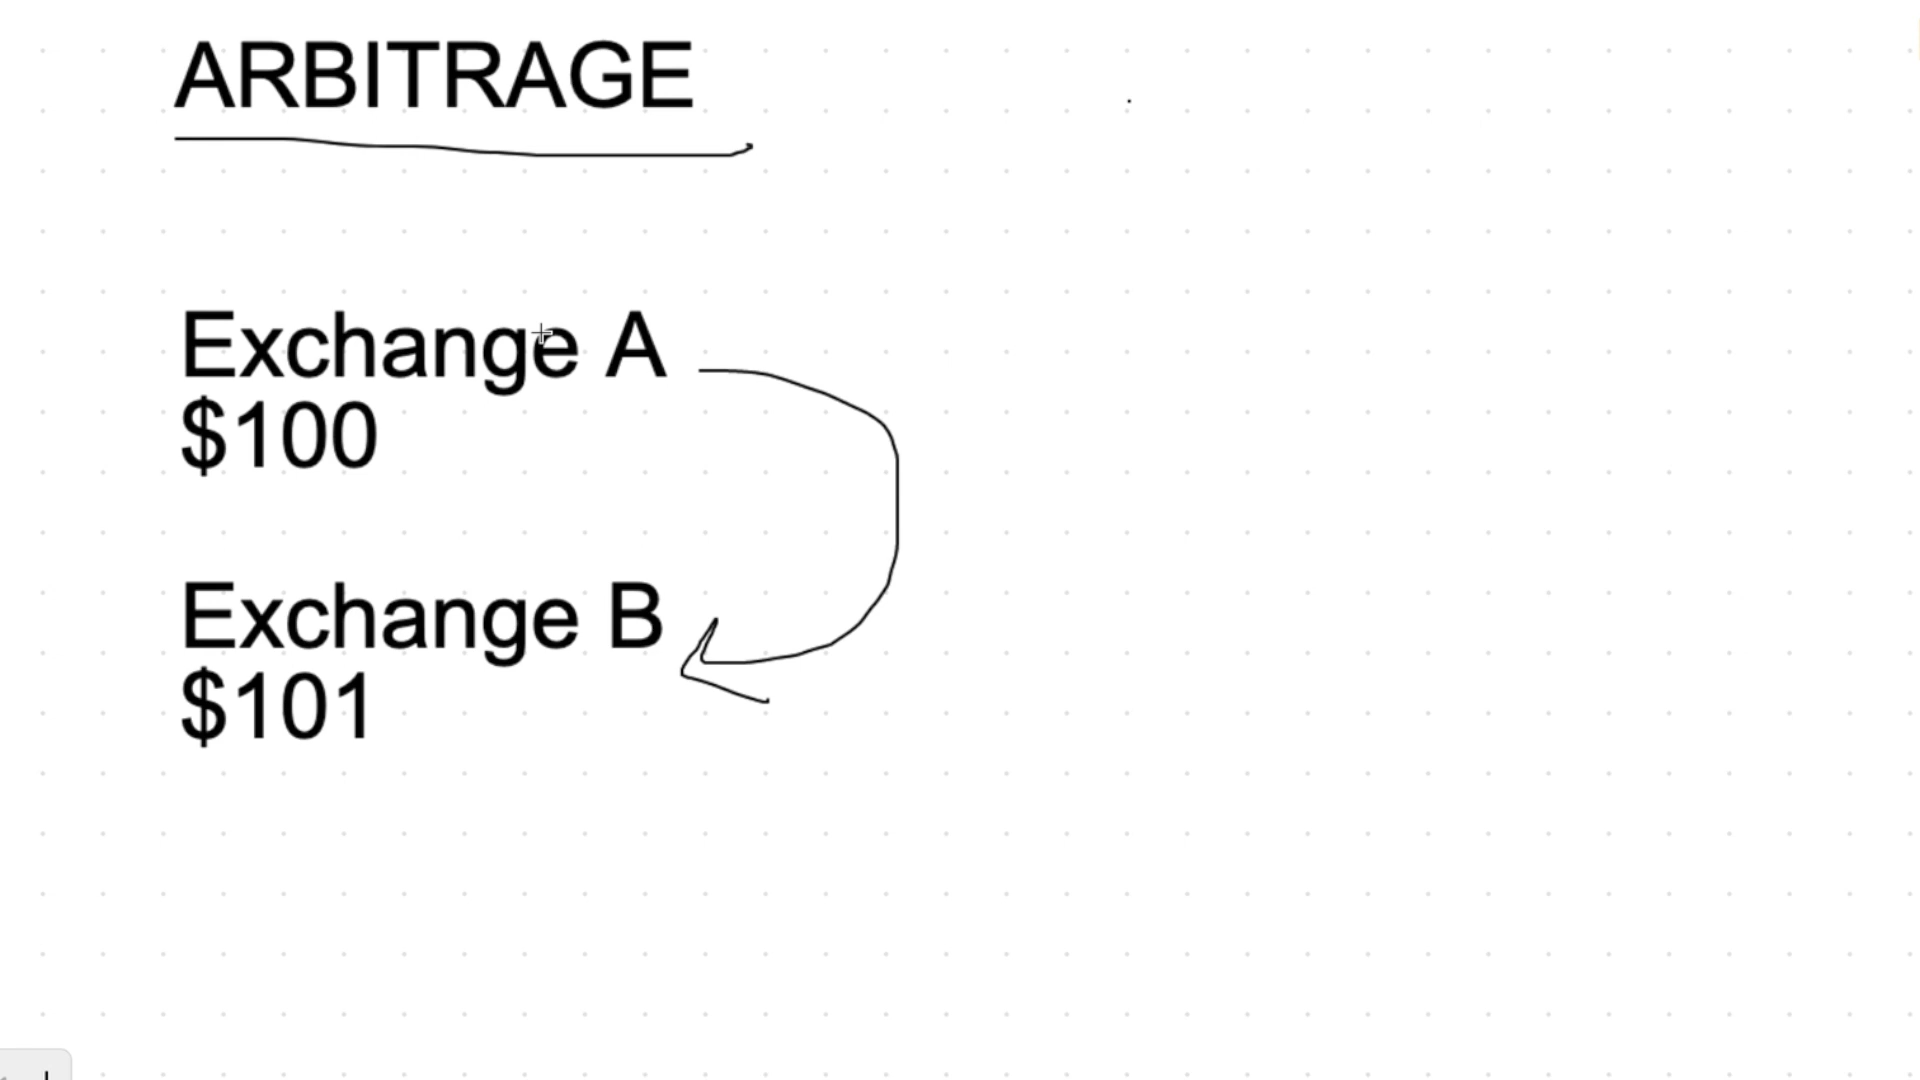 ARBITRAGE
Exchange A
$100
Exchange B
$101